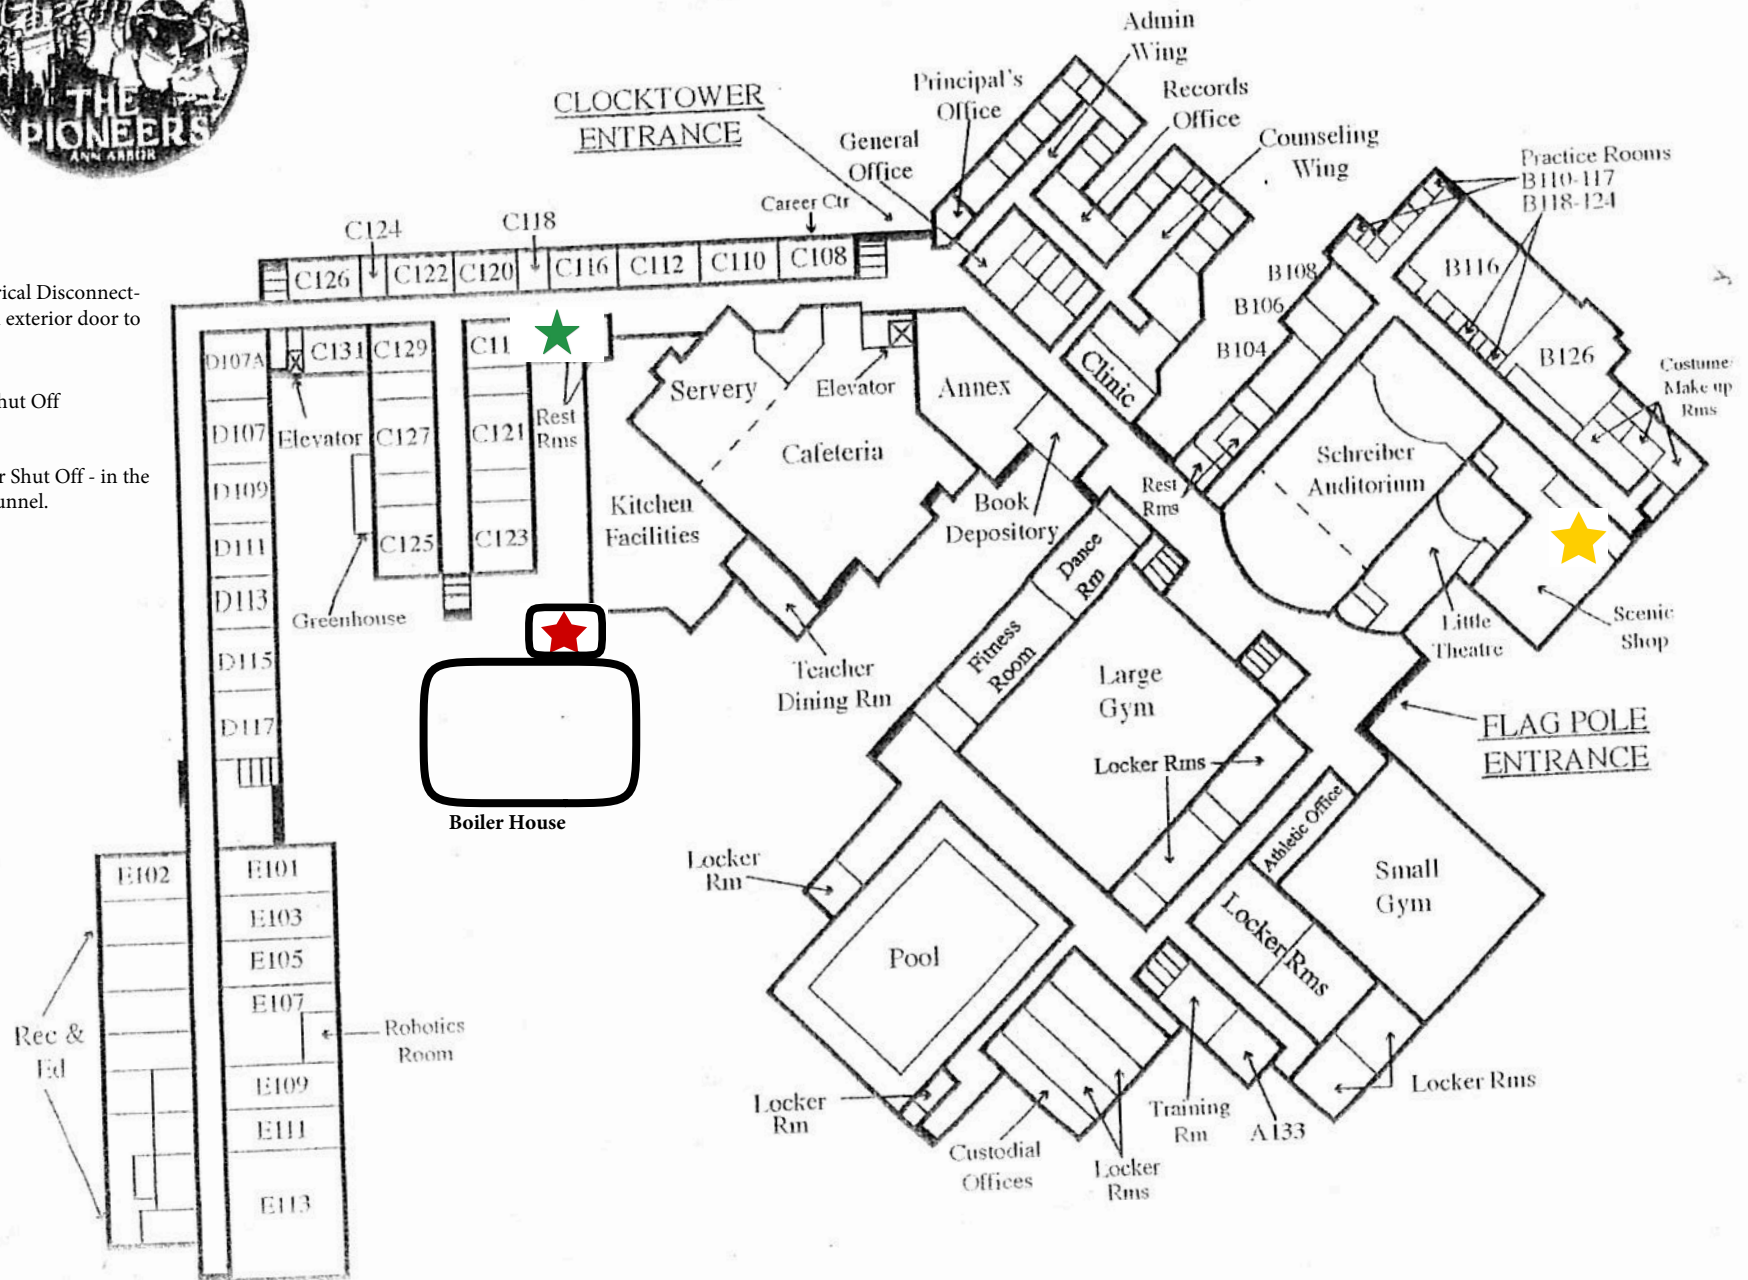 THE
PIONEERS
ANN ARBOR
rical Disconnect-
exterior door to
hut Off
r Shut Off - in the
unnel.
CLOCKTOWER
ENTRANCE
Admin
Wing
Principal's
Office
Records
Office
General
Office
Counseling
Wing
Career Ctr
Practice Rooms
B110-117
B118-124
C124
C118
C126
C122
C120
C116
C112
C110
C108
B108
B116
B106
B104
B126
Costume/
Make up
Rms
D107A
C131
C129
C11
Servery
Elevator
Annex
Clinic
Rest
Rms
D107
Elevator
C127
C121
Cafeteria
Schreiber
Auditorium
D109
Kitchen
Facilities
Book
Depository
Rest
Rms
D111
C125
C123
Dance
Rm
D113
Greenhouse
Fitness
Room
Little
Theatre
Scenic
Shop
D115
Teacher
Dining Rm
Large
Gym
D117
FLAG POLE
ENTRANCE
Locker Rms
Boiler House
Athletic Office
Locker
Rm
Small
Gym
E102
E101
E103
E105
E107
Locker Rms
Pool
Rec &
Ed
Robotics
Room
E109
E111
E113
Locker
Rm
Custodial
Offices
Locker
Rms
Training
Rm
A133
Locker Rms